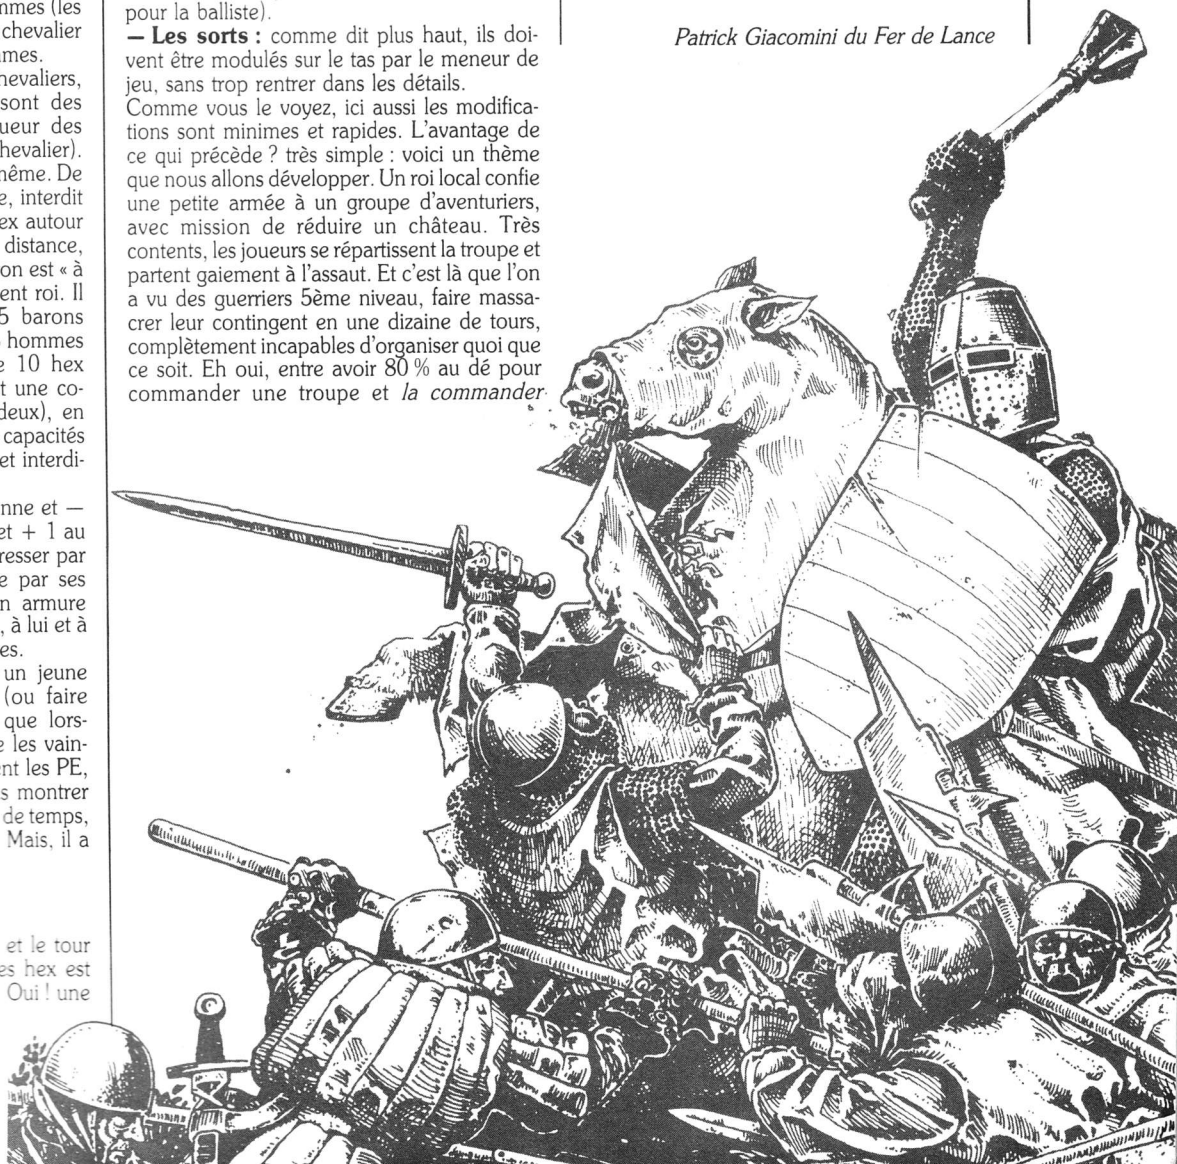 mmes (les
chevalier
mes.
hevaliers,
sont des
ueur des
hevalier).
nême. De
e, interdit
ex autour
distance,
on est « à
ent roi. Il
5 barons
hommes
e 10 hex
t une co-
deux), en
capacités
et interdi-
nne et —
et + 1 au
resser par
e par ses
n armure
, à lui et à
es.
un jeune
(ou faire
que lors-
e les vain-
nt les PE,
s montrer
de temps,
Mais, il a
et le tour
es hex est
Oui ! une
pour la balliste).
— Les sorts : comme dit plus haut, ils doi-
vent être modulés sur le tas par le meneur de
jeu, sans trop rentrer dans les détails.
Comme vous le voyez, ici aussi les modifica-
tions sont minimes et rapides. L'avantage de
ce qui précède ? très simple : voici un thème
que nous allons développer. Un roi local confie
une petite armée à un groupe d'aventuriers,
avec mission de réduire un château. Très
contents, les joueurs se répartissent la troupe et
partent gaiement à l'assaut. Et c'est là que l'on
a vu des guerriers 5ème niveau, faire massa-
crer leur contingent en une dizaine de tours,
complètement incapables d'organiser quoi que
ce soit. Eh oui, entre avoir 80 % au dé pour
commander une troupe et la commander
Patrick Giacomini du Fer de Lance